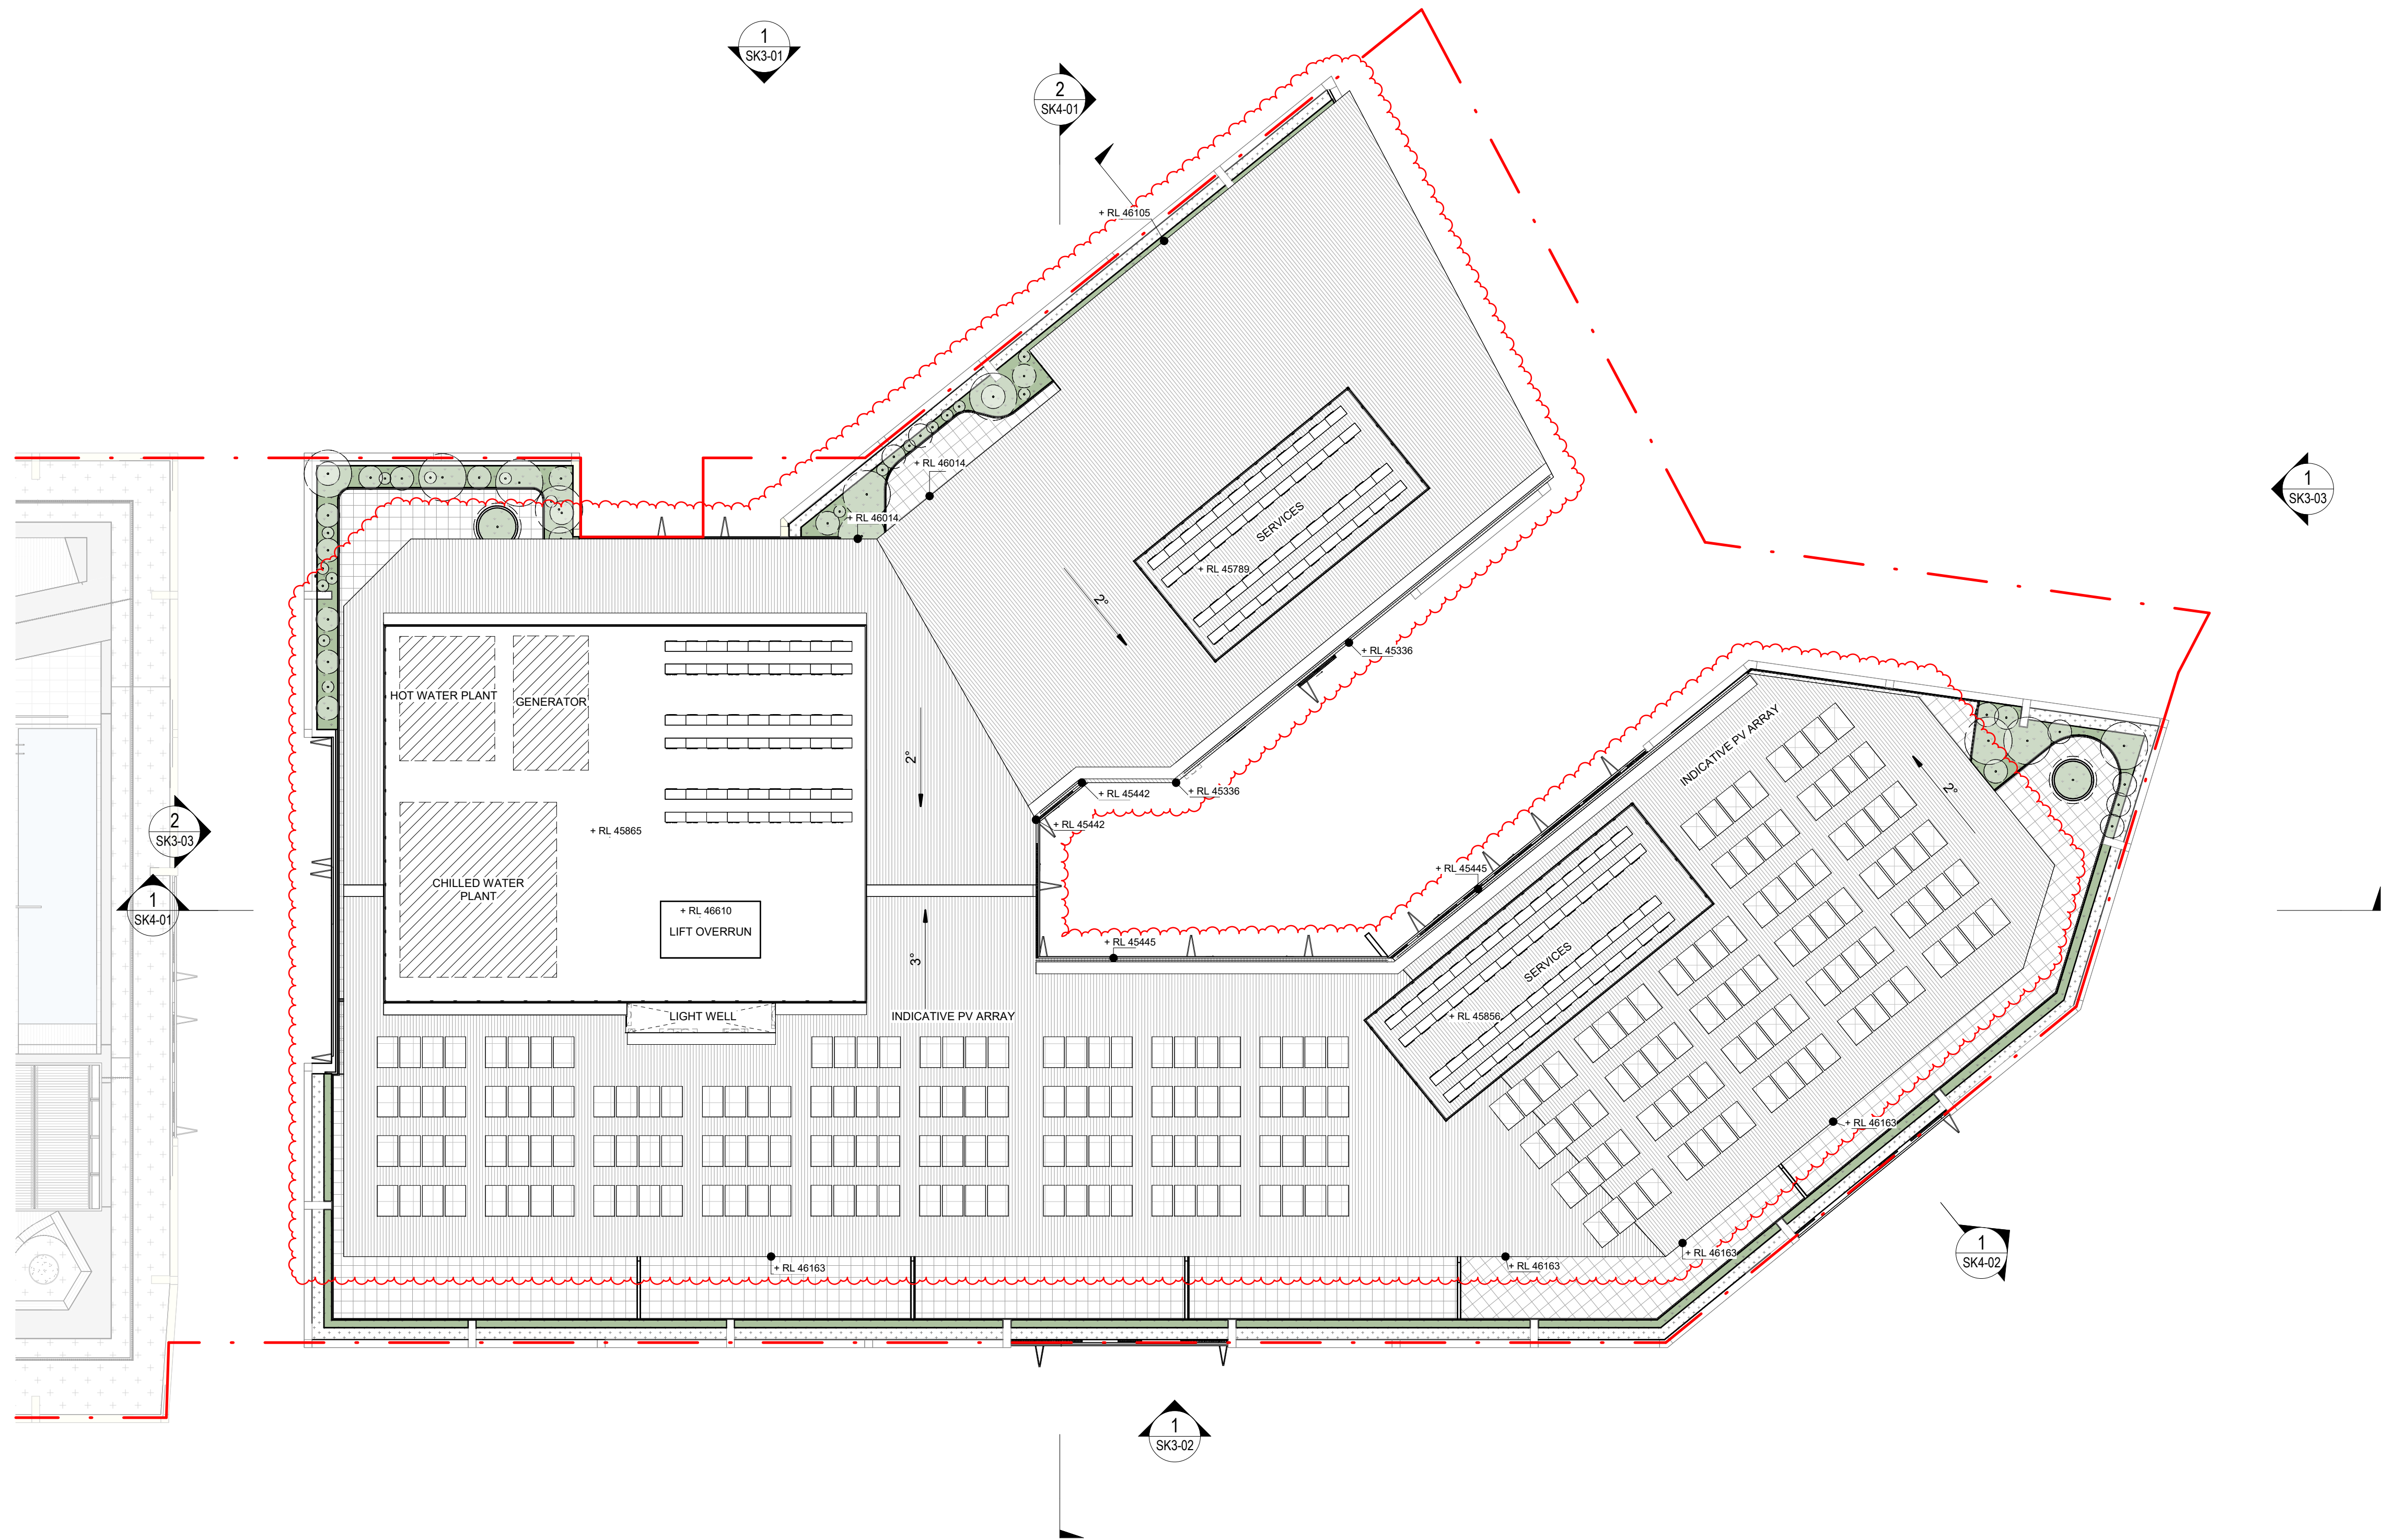 1
SK3-01
2
SK4-01
+ RL 46105
+ RL 46014
+ RL 46014
1
SK3-03
SERVICES
+ RL 45789
2°
+ RL 45336
HOT WATER PLANT
GENERATOR
2°
+ RL 45442
+ RL 45336
+ RL 45442
INDICATIVE PV ARRAY
2°
2
SK3-03
+ RL 45865
CHILLED WATER
PLANT
+ RL 45445
1
SK4-01
+ RL 46610
LIFT OVERRUN
+ RL 45445
3°
SERVICES
LIGHT WELL
INDICATIVE PV ARRAY
+ RL 45856
+ RL 46163
+ RL 46163
+ RL 46163
+ RL 46163
1
SK4-02
1
SK3-02